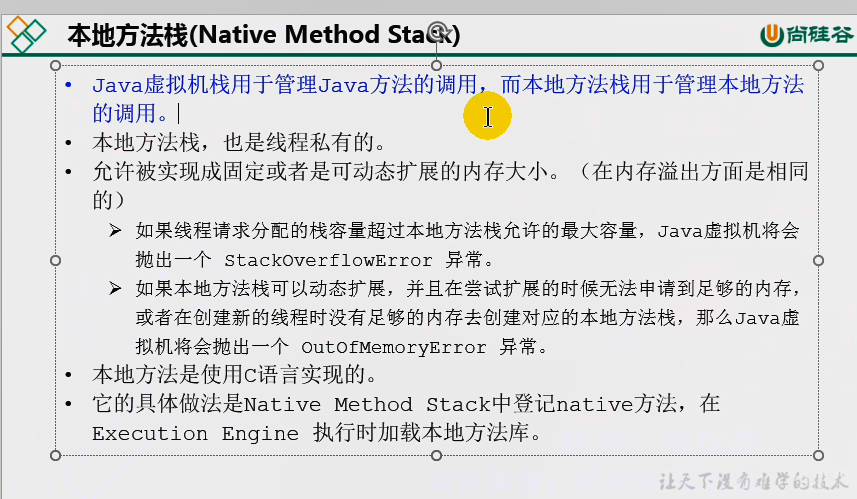 本地方法栈(Native Method Stack)
尚硅谷
• Java虚拟机栈用于管理Java方法的调用，而本地方法栈用于管理本地方法
的调用。
• 本地方法栈，也是线程私有的。
• 允许被实现成固定或者是可动态扩展的内存大小。（在内存溢出方面是相同
的）
➢ 如果线程请求分配的栈容量超过本地方法栈允许的最大容量，Java虚拟机将会
抛出一个 StackOverflowError 异常。
➢ 如果本地方法栈可以动态扩展，并且在尝试扩展的时候无法申请到足够的内存，
或者在创建新的线程时没有足够的内存去创建对应的本地方法栈，那么Java虚
拟机将会抛出一个 OutOfMemoryError 异常。
• 本地方法是使用C语言实现的。
• 它的具体做法是Native Method Stack中登记native方法，在
Execution Engine 执行时加载本地方法库。
让天下没有难学的技术